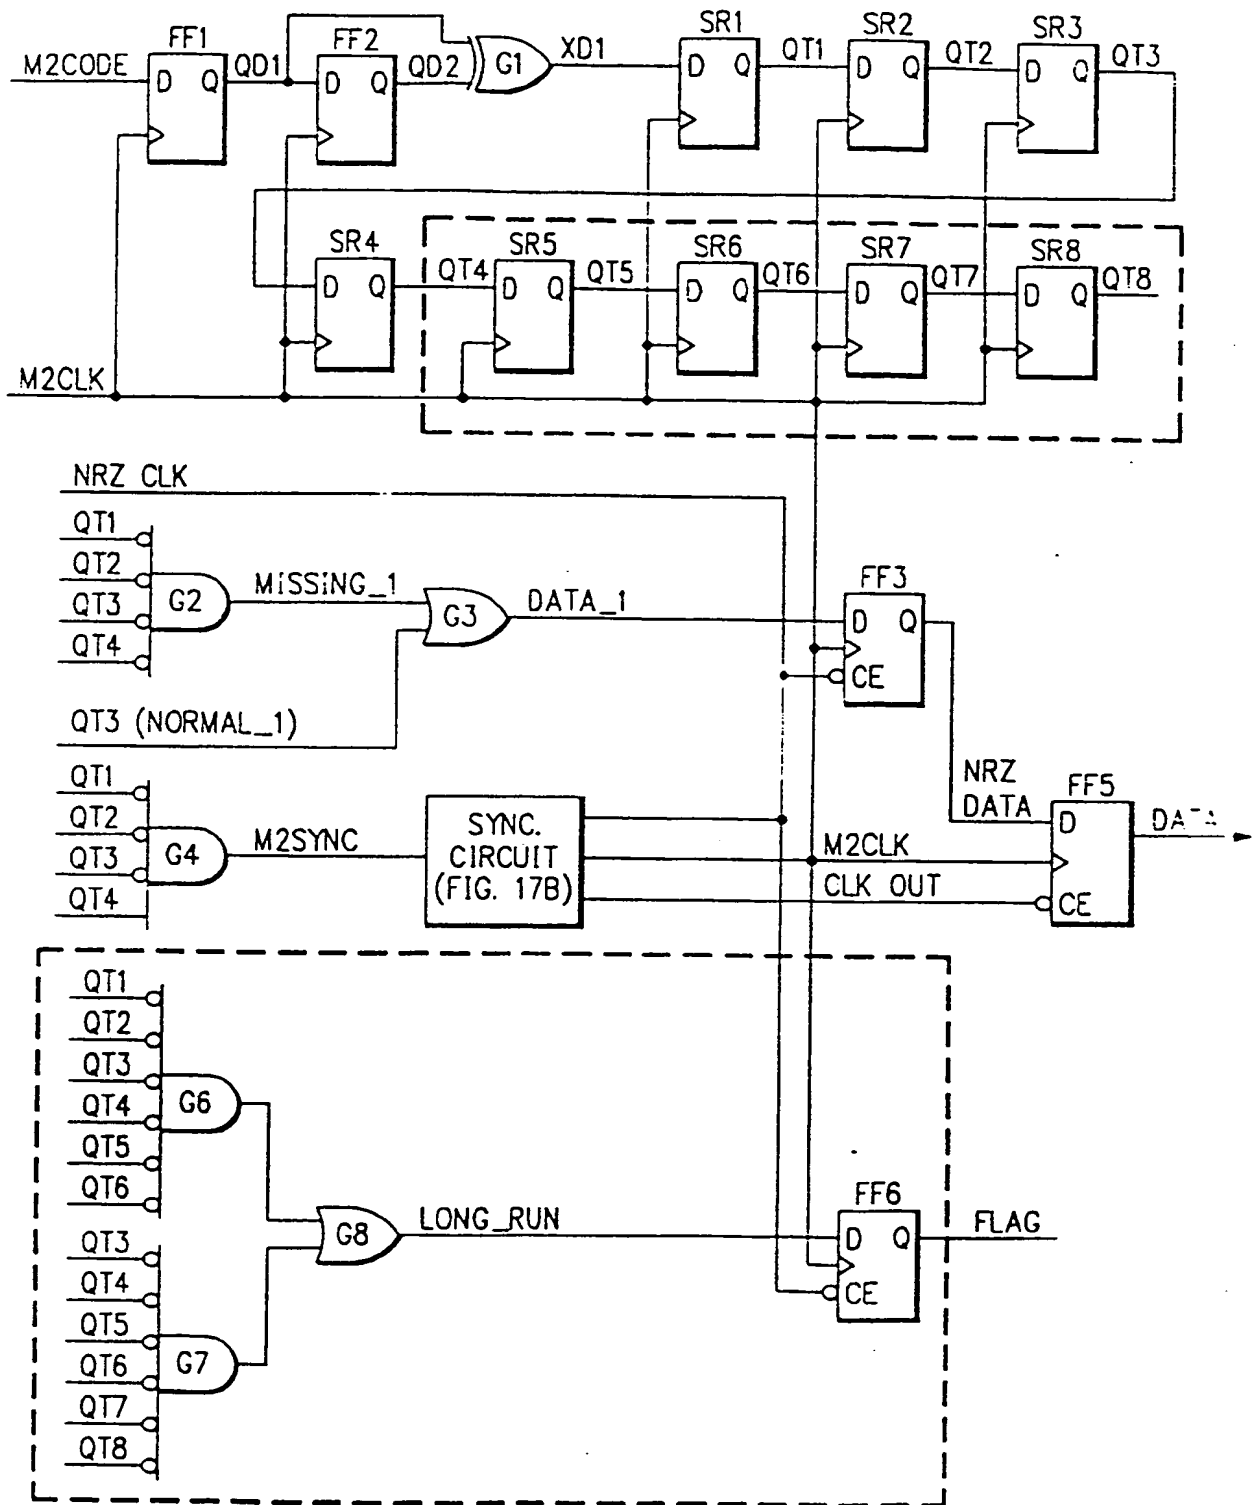 FF1 FF2 SR1 SR2 SR3
M2CODE D Q QD1 D Q QD2 G1 XD1 D Q QT1 D Q QT2 D Q QT3
SR4 SR5 SR6 SR7 SR8
D Q QT4 D Q QT5 D Q QT6 D Q QT7 D Q QT8
M2CLK
NRZ CLK
QT1
QT2
QT3
QT4
G2
MISSING_1
G3
DATA_1
FF3
D Q
CE
QT3 (NORMAL_1)
QT1
QT2
QT3
QT4
G4
M2SYNC
SYNC.
CIRCUIT
(FIG. 17B)
M2CLK
CLK OUT
NRZ
DATA
FF5
D
CE
DATA
QT1
QT2
QT3
QT4
QT5
QT6
G6
QT3
QT4
QT5
QT6
QT7
QT8
G7
G8
LONG_RUN
FF6
D Q
CE
FLAG